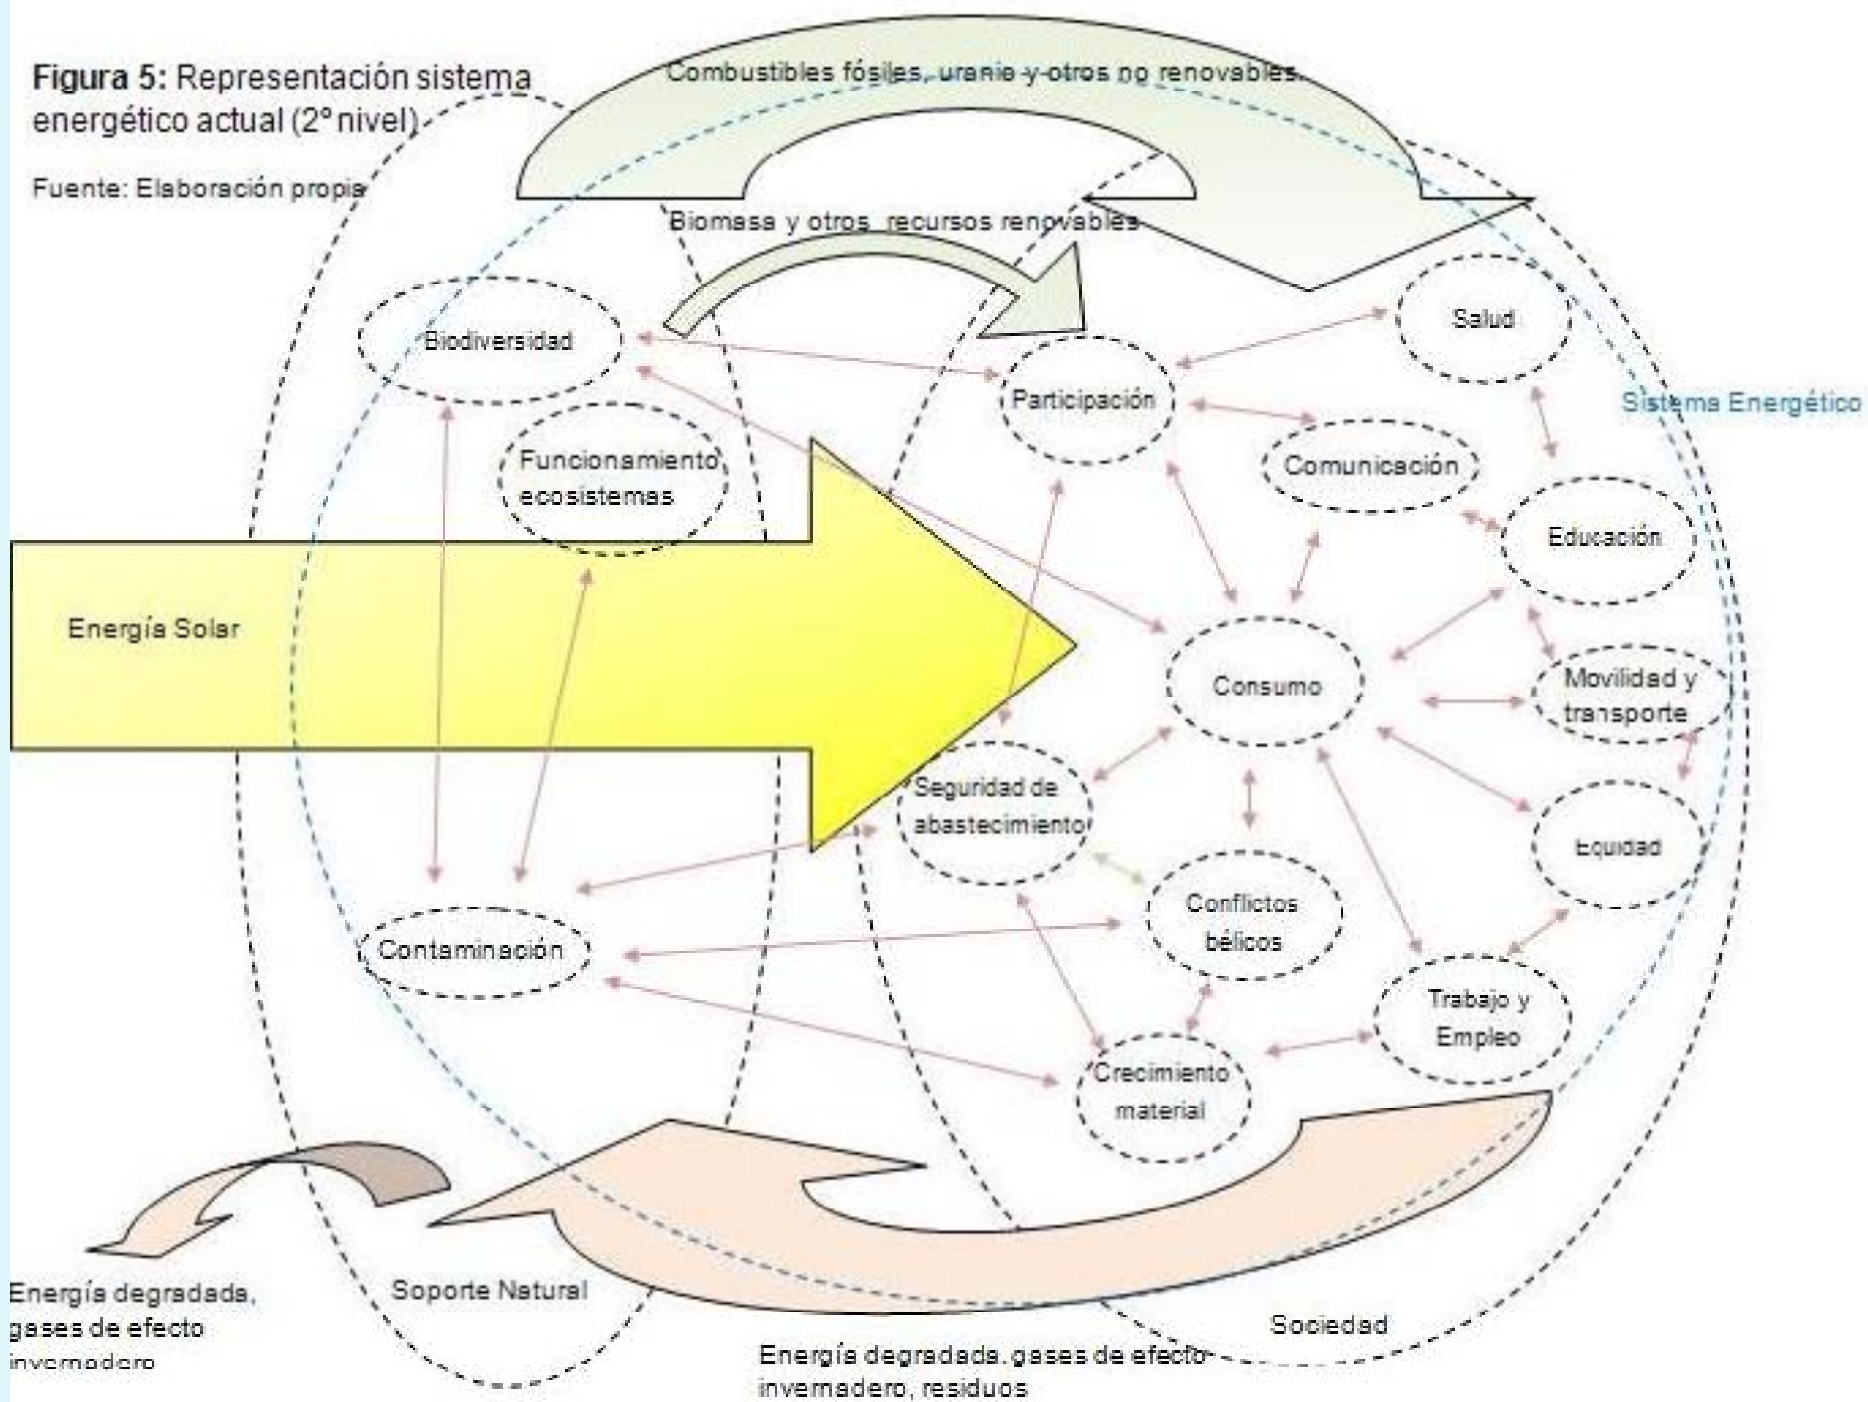 Figura 5: Representación sistema
energético actual (2º nivel)
Fuente: Elaboración propia
Combustibles fósiles, uranio y otros no renovables.
Biomasa y otros recursos renovables
Biodiversidad
Salud
Participación
Sistema Energético
Funcionamiento
ecosistemas
Comunicación
Educación
Energía Solar
Consumo
Movilidad y
transporte
Seguridad de
abastecimiento
Equidad
Conflictos
bélicos
Contaminación
Trabajo y
Empleo
Crecimiento
material
Energía degradada,
gases de efecto
invernadero
Soporte Natural
Sociedad
Energía degradada, gases de efecto
invernadero, residuos